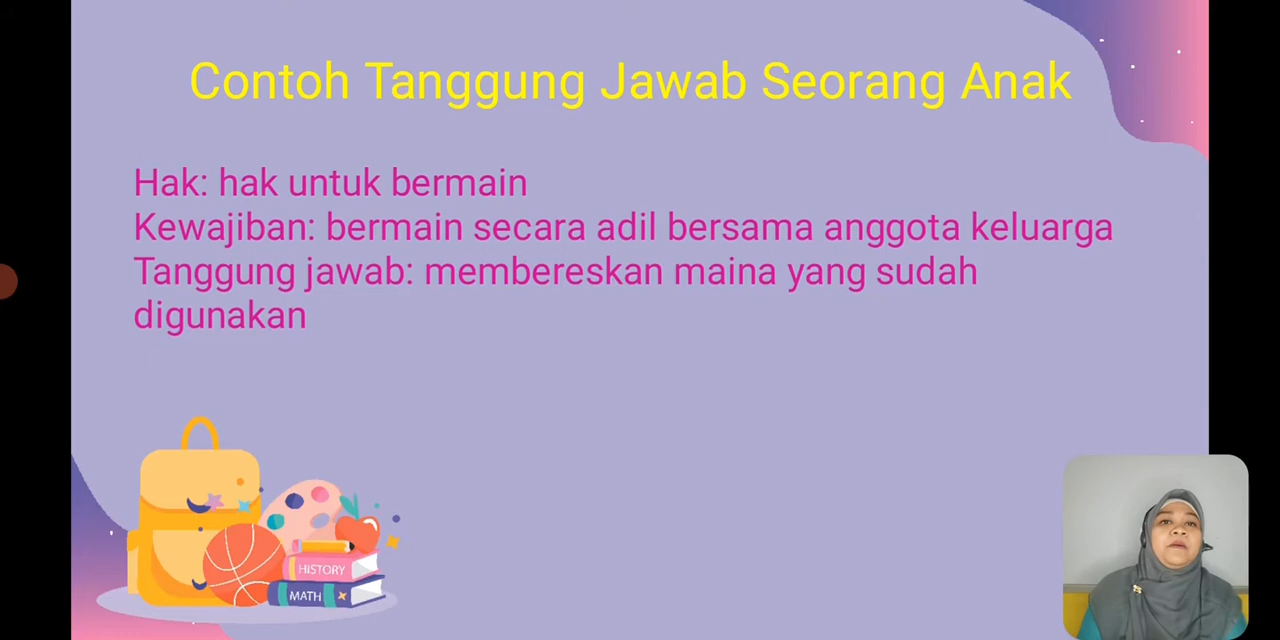 Contoh Tanggung Jawab Seorang Anak
Hak: hak untuk bermain
Kewajiban: bermain secara adil bersama anggota keluarga
Tanggung jawab: membereskan maina yang sudah
digunakan
HISTORY
MATH